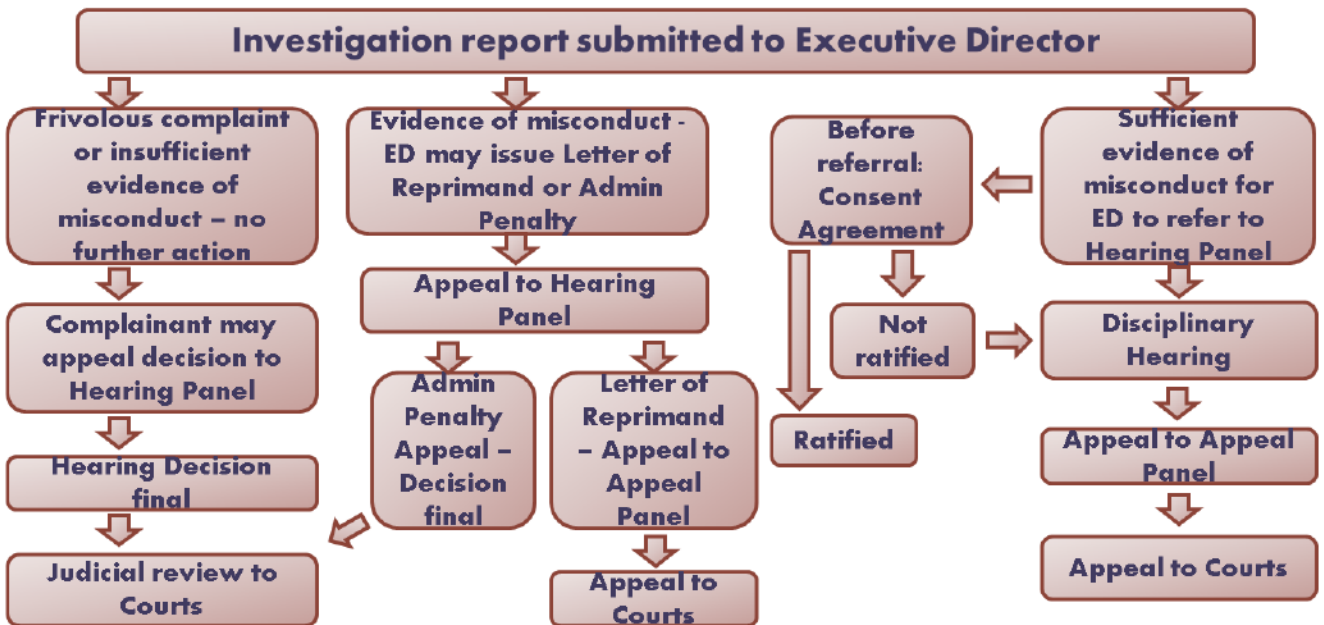 Investigation report submitted to Executive Director
Frivolous complaint
or insufficient
evidence of
misconduct – no
further action
Complainant may
appeal decision to
Hearing Panel
Hearing Decision
final
Judicial review to
Courts
Evidence of misconduct -
ED may issue Letter of
Reprimand or Admin
Penalty
Appeal to Hearing
Panel
Admin
Penalty
Appeal –
Decision
final
Letter of
Reprimand
– Appeal to
Appeal
Panel
Appeal to
Courts
Before
referral:
Consent
Agreement
Not
ratified
Ratified
Sufficient
evidence of
misconduct for
ED to refer to
Hearing Panel
Disciplinary
Hearing
Appeal to Appeal
Panel
Appeal to Courts